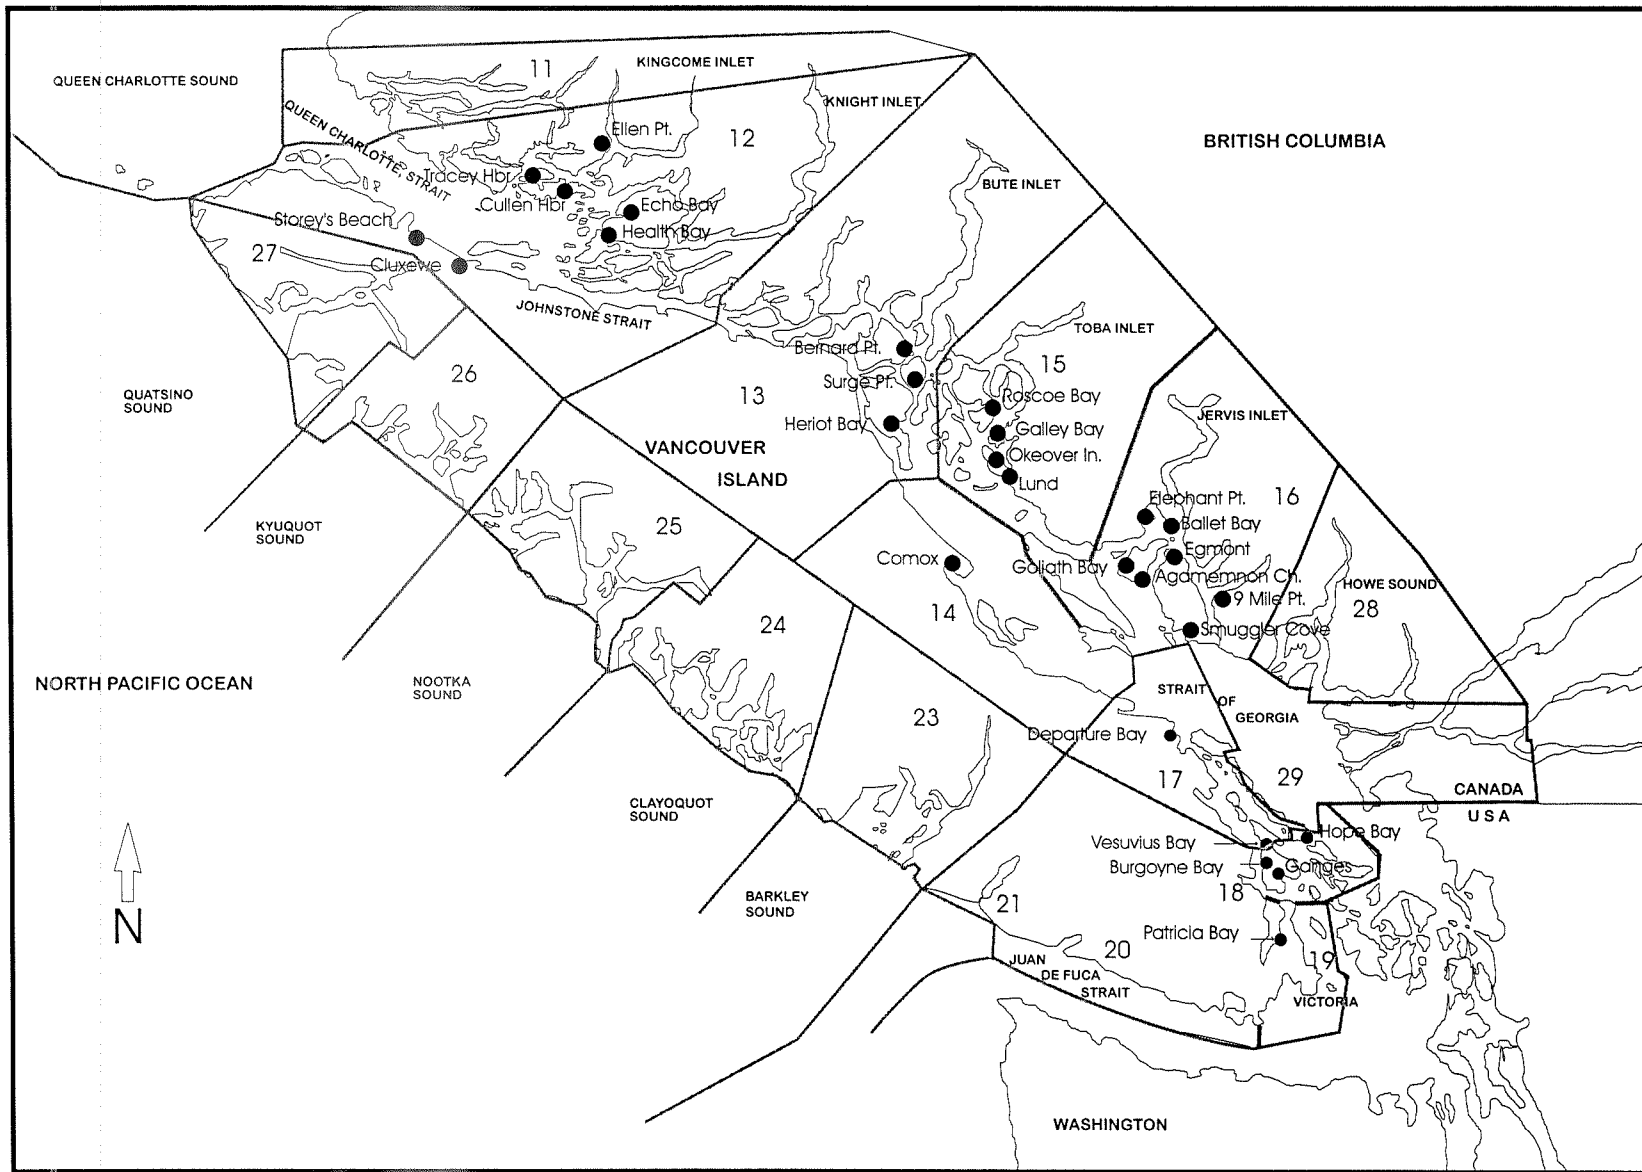 11
KINGCOME INLET
QUEEN CHARLOTTE SOUND
KNIGHT INLET
QUEEN CHARLOTTE, STRAIT
Ellen Pt.
12
BRITISH COLUMBIA
Tracey Hbr
Cullen Hbr
Echo Bay
BUTE INLET
Storey's Beach
Health Bay
27
Cluxewe
JOHNSTONE STRAIT
TOBA INLET
Bernard Pt.
15
26
Surge Pt.
13
QUATSINO
SOUND
Roscoe Bay
JERVIS INLET
Heriot Bay
Galley Bay
VANCOUVER
ISLAND
Okeover In.
Lund
16
Elephant Pt.
KYUQUOT
SOUND
25
Ballet Bay
Comox
Egmont
Goliath Bay
Agamemnon Ch.
HOWE SOUND
9 Mile Pt.
28
14
24
Smuggler Cove
NORTH PACIFIC OCEAN
NOOTKA
SOUND
STRAIT
OF
GEORGIA
23
Departure Bay
17
29
CANADA
USA
CLAYOQUOT
SOUND
Hope Bay
Vesuvius Bay
Burgoyne Bay
Ganges
18
BARKLEY
SOUND
21
N
Patricia Bay
20
19
JUAN
DE FUCA
STRAIT
VICTORIA
WASHINGTON